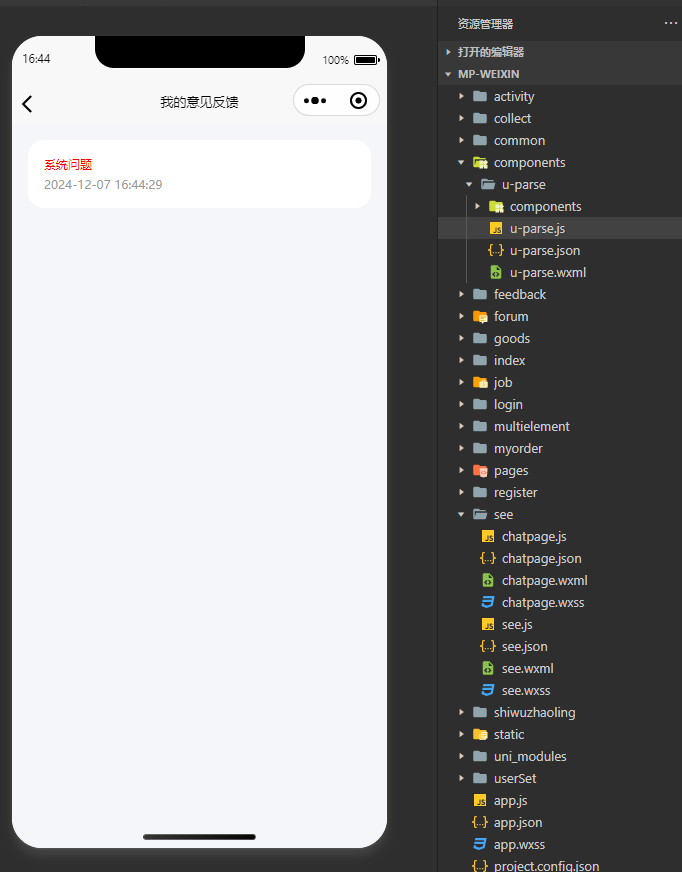 16:44
100%
我的意见反馈
系统问题
2024-12-07 16:44:29
资源管理器
打开的编辑器
MP-WEIXIN
activity
collect
common
components
u-parse
components
u-parse.js
u-parse.json
u-parse.wxml
feedback
forum
goods
index
job
login
multielement
myorder
pages
register
see
chatpage.js
chatpage.json
chatpage.wxml
chatpage.wxss
see.js
see.json
see.wxml
see.wxss
shiwuzhaoling
static
uni_modules
userSet
app.js
app.json
app.wxss
project.config.json